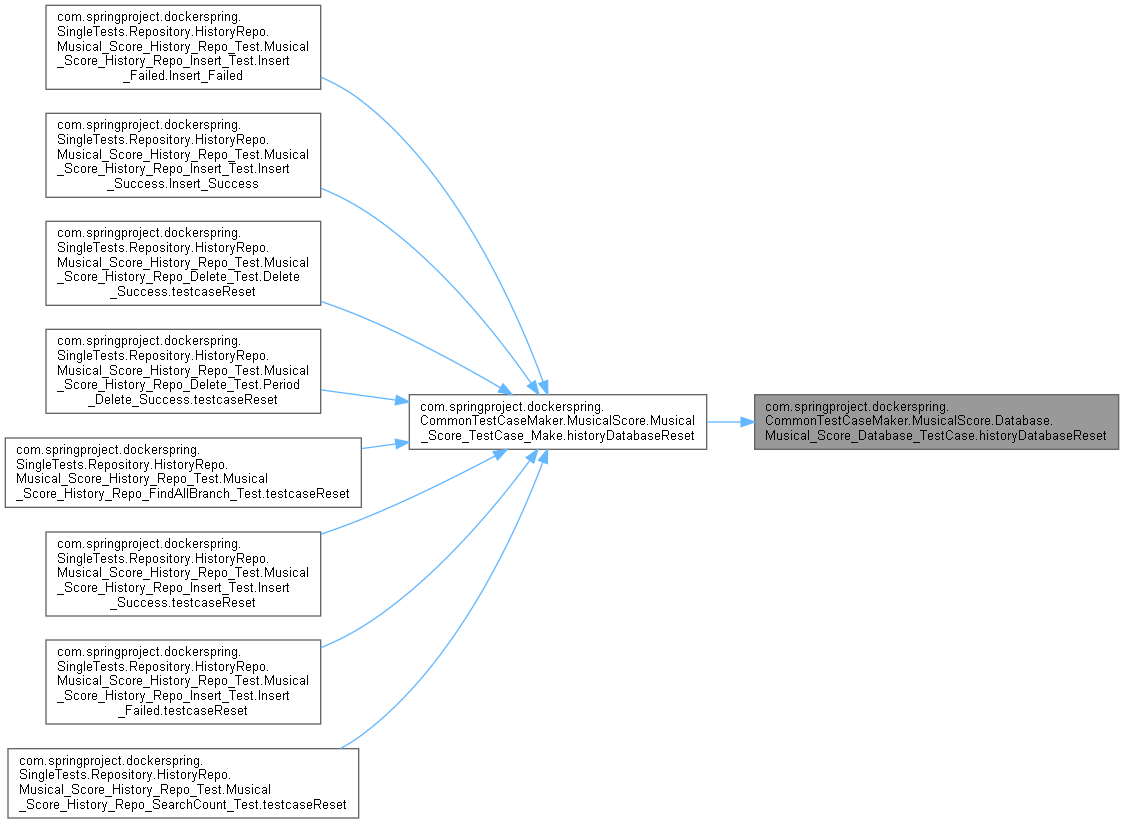 com.springproject.dockerspring.
SingleTests.Repository.HistoryRepo.
Musical_Score_History_Repo_Test.Musical
_Score_History_Repo_Insert_Test.Insert
_Failed.Insert_Failed
com.springproject.dockerspring.
SingleTests.Repository.HistoryRepo.
Musical_Score_History_Repo_Test.Musical
_Score_History_Repo_Insert_Test.Insert
_Success.Insert_Success
com.springproject.dockerspring.
SingleTests.Repository.HistoryRepo.
Musical_Score_History_Repo_Test.Musical
_Score_History_Repo_Delete_Test.Delete
_Success.testcaseReset
com.springproject.dockerspring.
SingleTests.Repository.HistoryRepo.
Musical_Score_History_Repo_Test.Musical
_Score_History_Repo_Delete_Test.Period
_Delete_Success.testcaseReset
com.springproject.dockerspring.
SingleTests.Repository.HistoryRepo.
Musical_Score_History_Repo_Test.Musical
_Score_History_Repo_FindAllBranch_Test.testcaseReset
com.springproject.dockerspring.
SingleTests.Repository.HistoryRepo.
Musical_Score_History_Repo_Test.Musical
_Score_History_Repo_Insert_Test.Insert
_Success.testcaseReset
com.springproject.dockerspring.
SingleTests.Repository.HistoryRepo.
Musical_Score_History_Repo_Test.Musical
_Score_History_Repo_Insert_Test.Insert
_Failed.testcaseReset
com.springproject.dockerspring.
SingleTests.Repository.HistoryRepo.
Musical_Score_History_Repo_Test.Musical
_Score_History_Repo_SearchCount_Test.testcaseReset
com.springproject.dockerspring.
CommonTestCaseMaker.MusicalScore.Musical
_Score_TestCase_Make.historyDatabaseReset
com.springproject.dockerspring.
CommonTestCaseMaker.MusicalScore.Database.
Musical_Score_Database_TestCase.historyDatabaseReset